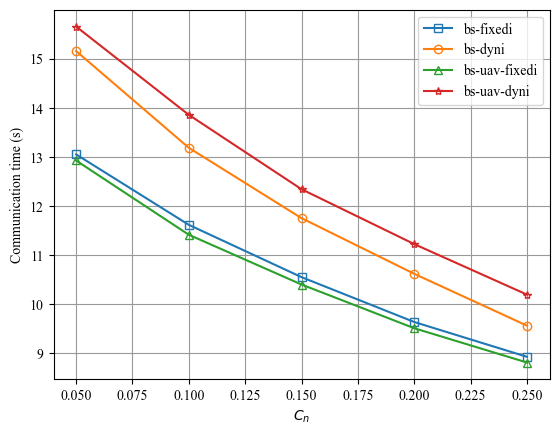 bs-fixedi
bs-dyni
bs-uav-fixedi
bs-uav-dyni
Communication time (s)
15
14
13
12
11
10
9
0.050 0.075 0.100 0.125 0.150 0.175 0.200 0.225 0.250
C_n